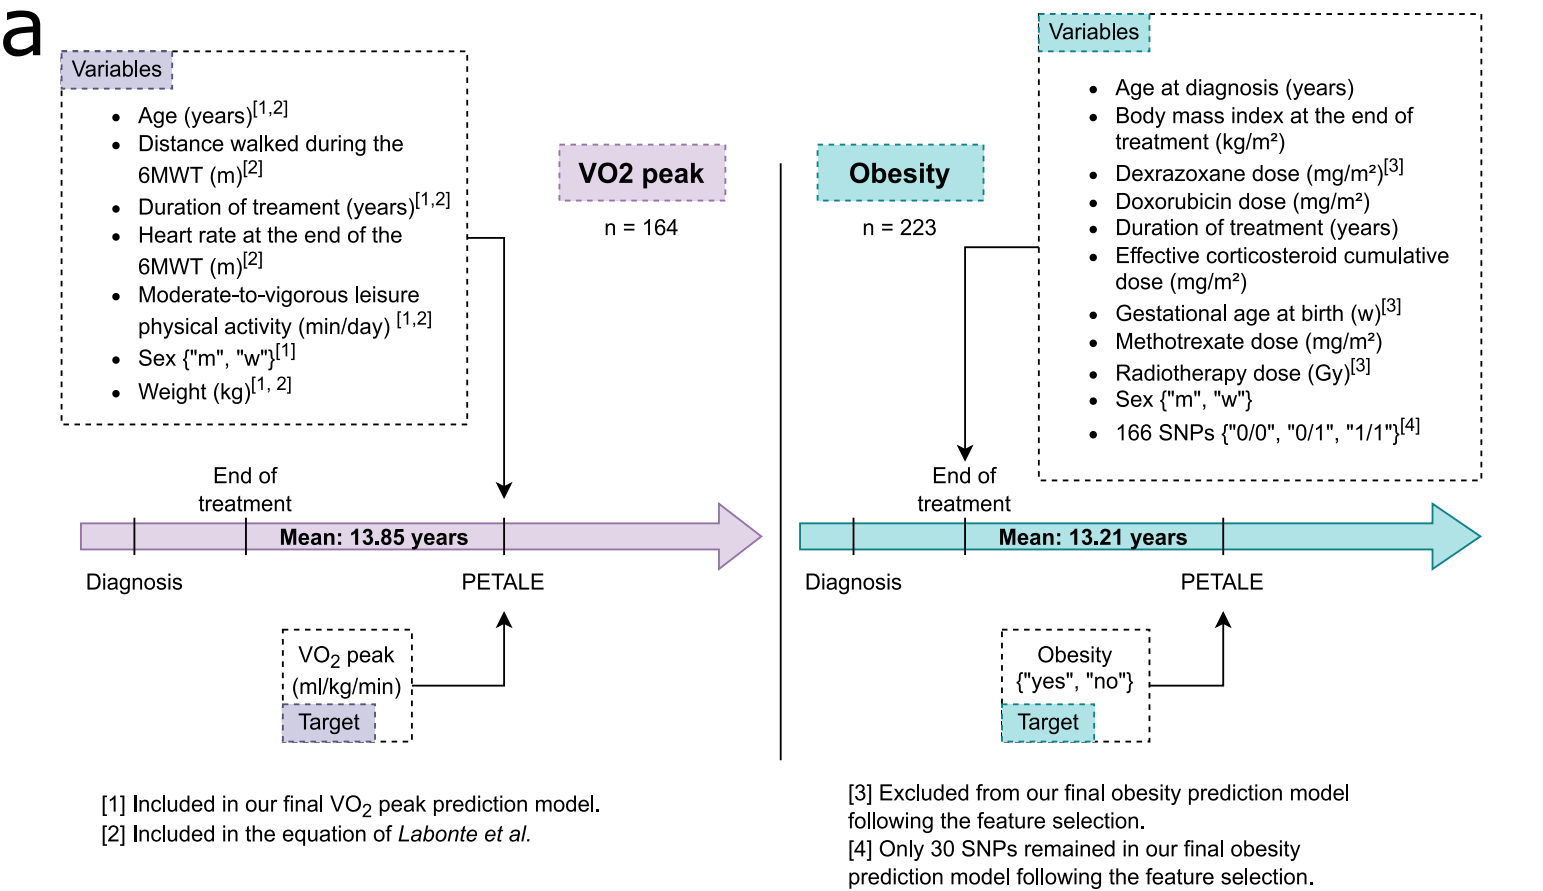 a
Variables
• Age (years)[1,2]
• Distance walked during the
6MWT (m)[2]
• Duration of treament (years)[1,2]
• Heart rate at the end of the
6MWT (m)[2]
• Moderate-to-vigorous leisure
physical activity (min/day) [1,2]
• Sex {"m", "w"}[1]
• Weight (kg)[1, 2]
VO2 peak
n = 164
End of
treatment
Mean: 13.85 years
Diagnosis
PETALE
VO2 peak
(ml/kg/min)
Target
[1] Included in our final VO2 peak prediction model.
[2] Included in the equation of Labonte et al.
Obesity
n = 223
Variables
• Age at diagnosis (years)
• Body mass index at the end of
treatment (kg/m²)
• Dexrazoxane dose (mg/m²)[3]
• Doxorubicin dose (mg/m²)
• Duration of treatment (years)
• Effective corticosteroid cumulative
dose (mg/m²)
• Gestational age at birth (w)[3]
• Methotrexate dose (mg/m²)
• Radiotherapy dose (Gy)[3]
• Sex {"m", "w"}
• 166 SNPs {"0/0", "0/1", "1/1"}[4]
End of
treatment
Mean: 13.21 years
Diagnosis
PETALE
Obesity
{"yes", "no"}
Target
[3] Excluded from our final obesity prediction model
following the feature selection.
[4] Only 30 SNPs remained in our final obesity
prediction model following the feature selection.